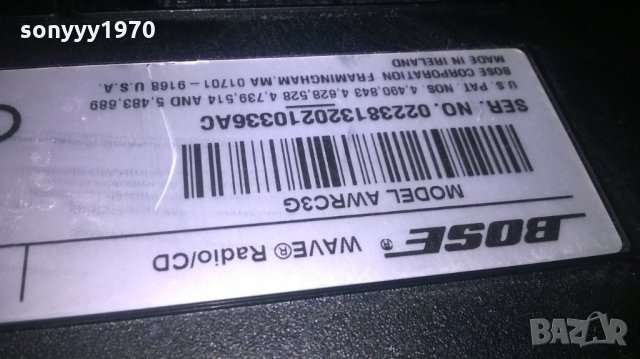 sonyyy1970
BOSE WAVE® Radio/CD
MODEL AWRC3G
SER. NO. 022381320210336AC
U.S. PAT. NOS. 4,490,843 4,628,528 4,739,514 AND 5,483,689
BOSE CORPORATION FRAMINGHAM, MA 01701-9168 U.S.A.
MADE IN IRELAND
BAZAR